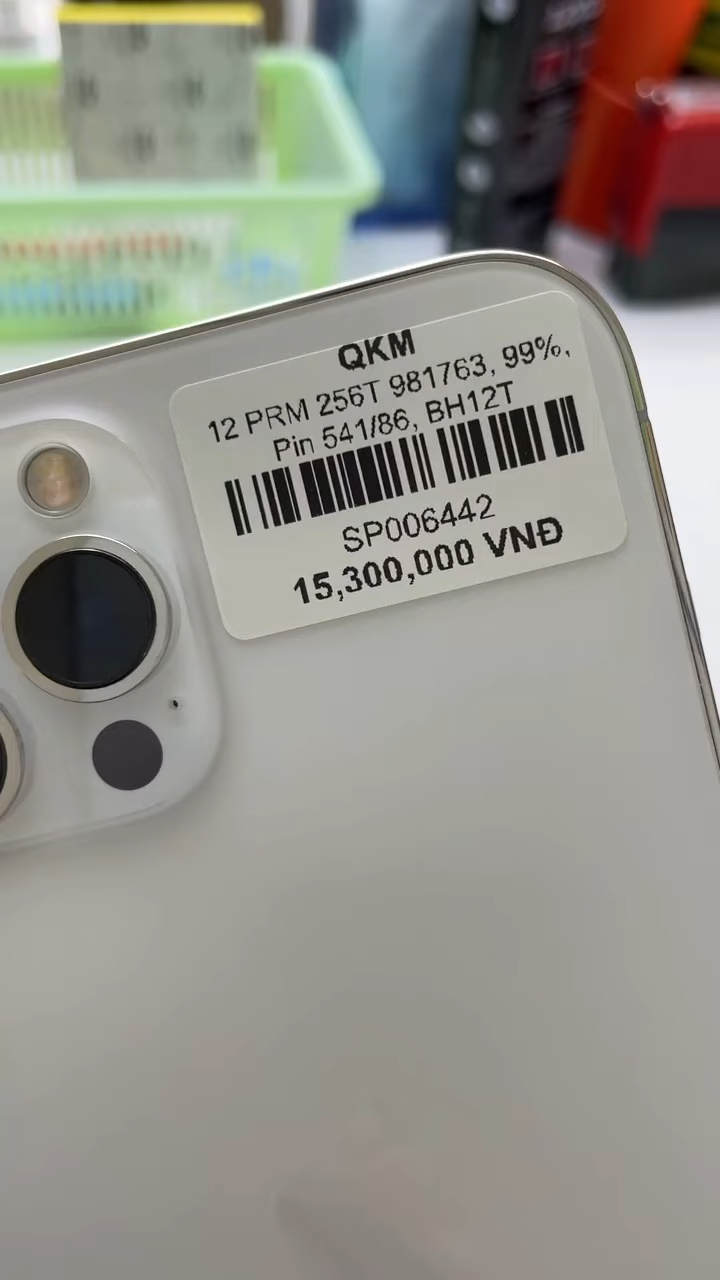 QKM
12 PRM 256T 981763, 99%,
Pin 541/86, BH12T
SP006442
15,300,000 VNĐ